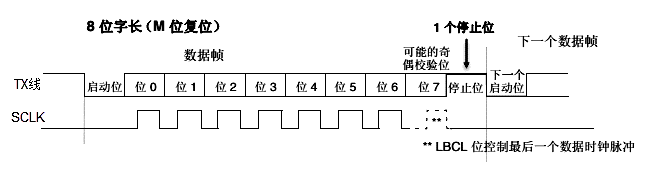 8 位字长（M 位复位）
1 个停止位
数据帧
可能的奇
偶校验位
下一个数据帧
TX线 启动位 位 0 位 1 位 2 位 3 位 4 位 5 位 6 位 7 停止位 下一个
启动位
SCLK **
** LBCL 位控制最后一个数据时钟脉冲